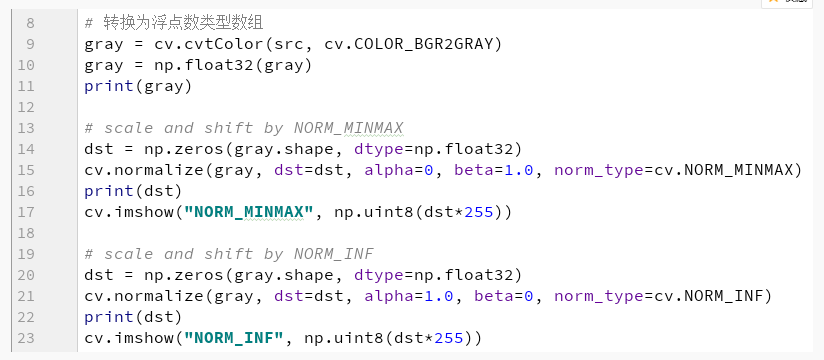 8 # 转换为浮点数类型数组
9 gray = cv.cvtColor(src, cv.COLOR_BGR2GRAY)
10 gray = np.float32(gray)
11 print(gray)
12
13 # scale and shift by NORM_MINMAX
14 dst = np.zeros(gray.shape, dtype=np.float32)
15 cv.normalize(gray, dst=dst, alpha=0, beta=1.0, norm_type=cv.NORM_MINMAX)
16 print(dst)
17 cv.imshow("NORM_MINMAX", np.uint8(dst*255))
18
19 # scale and shift by NORM_INF
20 dst = np.zeros(gray.shape, dtype=np.float32)
21 cv.normalize(gray, dst=dst, alpha=1.0, beta=0, norm_type=cv.NORM_INF)
22 print(dst)
23 cv.imshow("NORM_INF", np.uint8(dst*255))